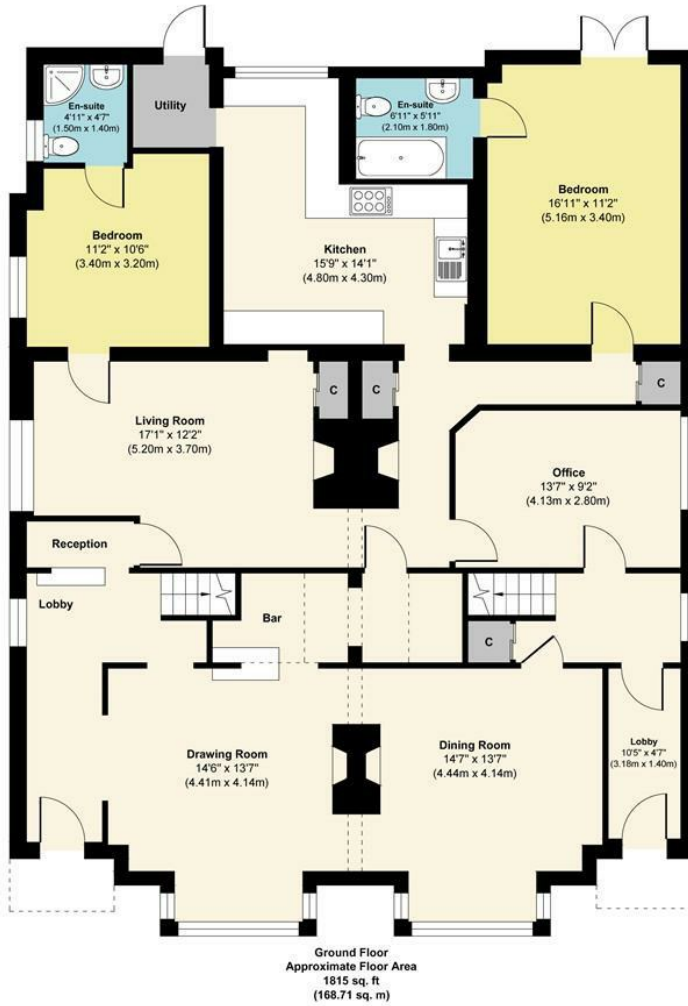 En-suite
4'11" x 4'7"
(1.50m x 1.40m)
Utility
En-suite
6'11" x 5'11"
(2.10m x 1.80m)
Bedroom
16'11" x 11'2"
(5.16m x 3.40m)
Bedroom
11'2" x 10'6"
(3.40m x 3.20m)
Kitchen
15'9" x 14'1"
(4.80m x 4.30m)
C
C
C
Living Room
17'1" x 12'2"
(5.20m x 3.70m)
Office
13'7" x 9'2"
(4.13m x 2.80m)
Reception
Lobby
Bar
C
Drawing Room
14'6" x 13'7"
(4.41m x 4.14m)
Dining Room
14'7" x 13'7"
(4.44m x 4.14m)
Lobby
10'5" x 4'7"
(3.18m x 1.40m)
Ground Floor
Approximate Floor Area
1815 sq. ft
(168.71 sq. m)